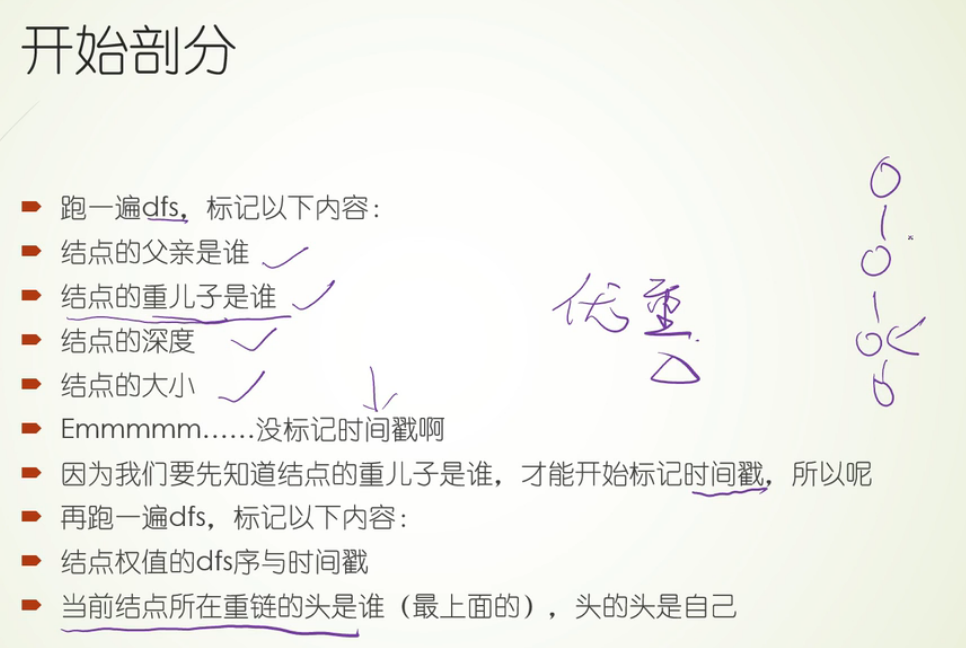 开始剖分
跑一遍dfs，标记以下内容：
结点的父亲是谁
结点的重儿子是谁
结点的深度
结点的大小
Emmmmm……没标记时间戳啊
因为我们要先知道结点的重儿子是谁，才能开始标记时间戳，所以呢
再跑一遍dfs，标记以下内容：
结点权值的dfs序与时间戳
当前结点所在重链的头是谁（最上面的），头的头是自己
优重